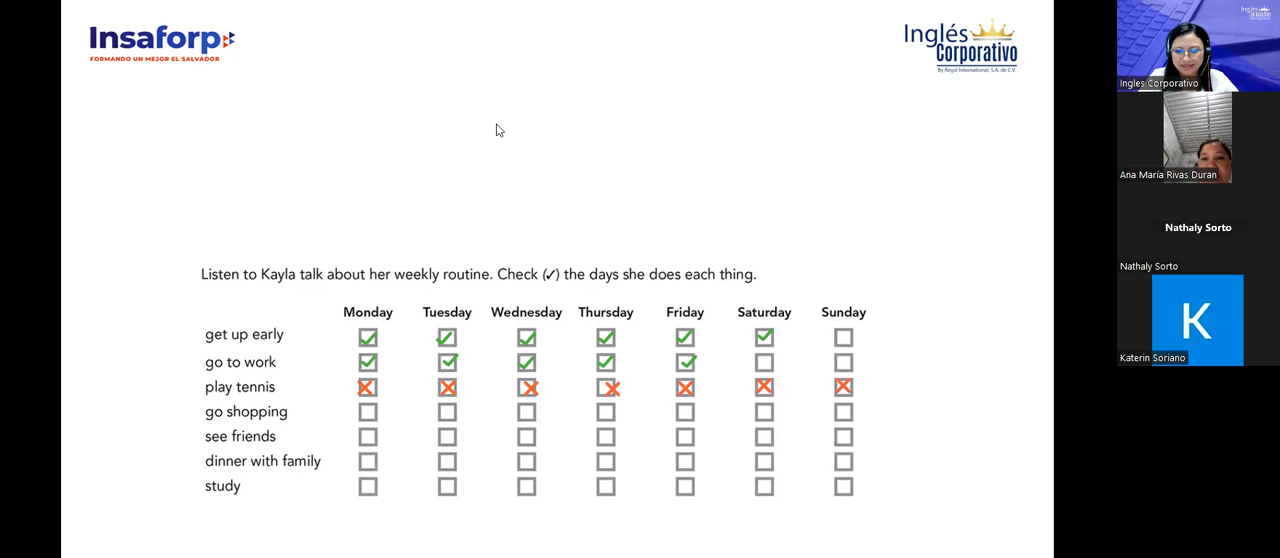 Insaforp
FORMANDO UN MEJOR EL SALVADOR
Inglés
Corporativo
By Regal International, S.A. de C.V.
Listen to Kayla talk about her weekly routine. Check (✓) the days she does each thing.
Monday Tuesday Wednesday Thursday Friday Saturday Sunday
get up early
go to work
play tennis
go shopping
see friends
dinner with family
study
Ingles Corporativo
Ana María Rivas Duran
Nathaly Sorto
Nathaly Sorto
K
Katerin Soriano